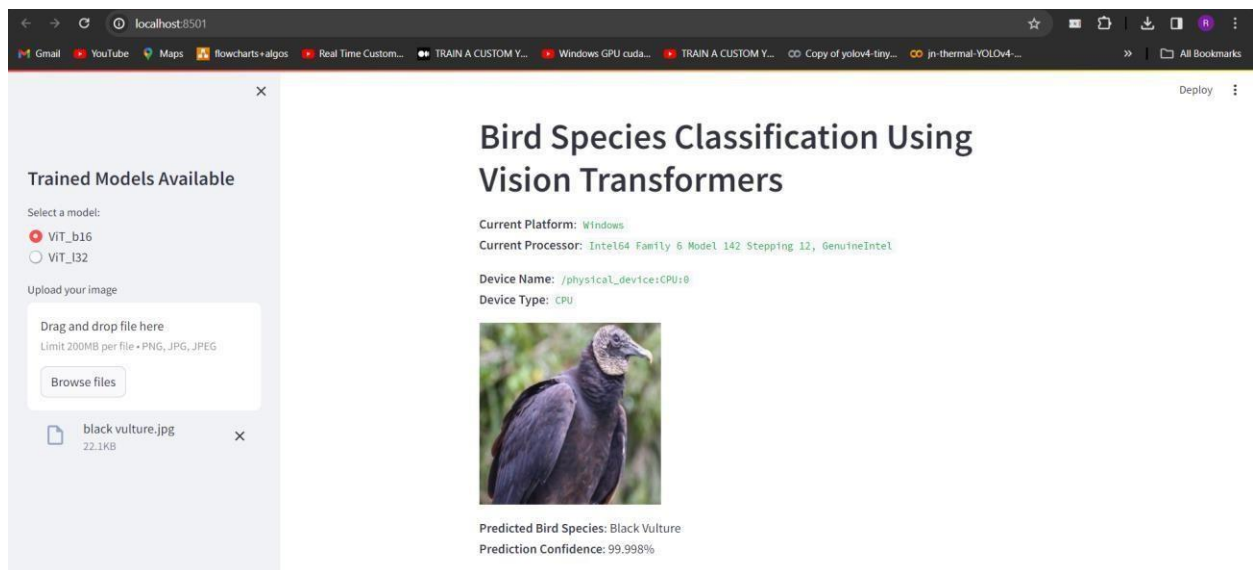 localhost:8501
R
Gmail YouTube Maps flowcharts+algos Real Time Custom... TRAIN A CUSTOM Y... Windows GPU cuda... TRAIN A CUSTOM Y... Copy of yolov4-tiny... jn-thermal-YOLOv4-... » All Bookmarks
Deploy
Trained Models Available
Select a model:
ViT_b16
ViT_l32
Upload your image
Drag and drop file here
Limit 200MB per file • PNG, JPG, JPEG
Browse files
black vulture.jpg
22.1KB
Bird Species Classification Using
Vision Transformers
Current Platform: Windows
Current Processor: Intel64 Family 6 Model 142 Stepping 12, GenuineIntel
Device Name: /physical_device:CPU:0
Device Type: CPU
Predicted Bird Species: Black Vulture
Prediction Confidence: 99.998%